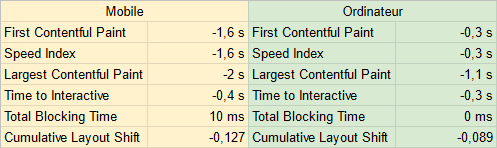 Mobile Ordinateur
First Contentful Paint -1,6 s First Contentful Paint -0,3 s
Speed Index -1,6 s Speed Index -0,3 s
Largest Contentful Paint -2 s Largest Contentful Paint -1,1 s
Time to Interactive -0,4 s Time to Interactive -0,3 s
Total Blocking Time 10 ms Total Blocking Time 0 ms
Cumulative Layout Shift -0,127 Cumulative Layout Shift -0,089